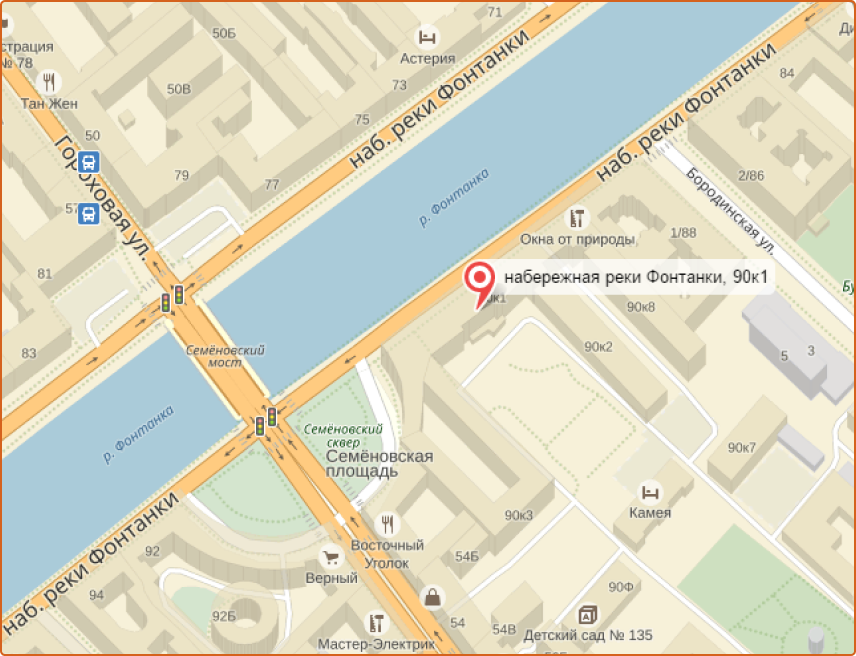 71
50Б
Астерия
страция
№ 78
Тан Жен
50В
73
84
75
наб. реки Фонтанки
наб. реки Фонтанки
50
Гороховая ул.
79
77
2/86
Бородинская ул.
р. Фонтанка
57
Окна от природы
1/88
81
набережная реки Фонтанки, 90к1
90к8
83
Семёновский
мост
90к2
5
3
р. Фонтанка
Семёновский
сквер
Семёновская
площадь
90к7
наб. реки Фонтанки
90к3
Камея
92
Восточный
Уголок
54Б
Верный
94
90Ф
92Б
54
54В
Детский сад № 135
Мастер-Электрик